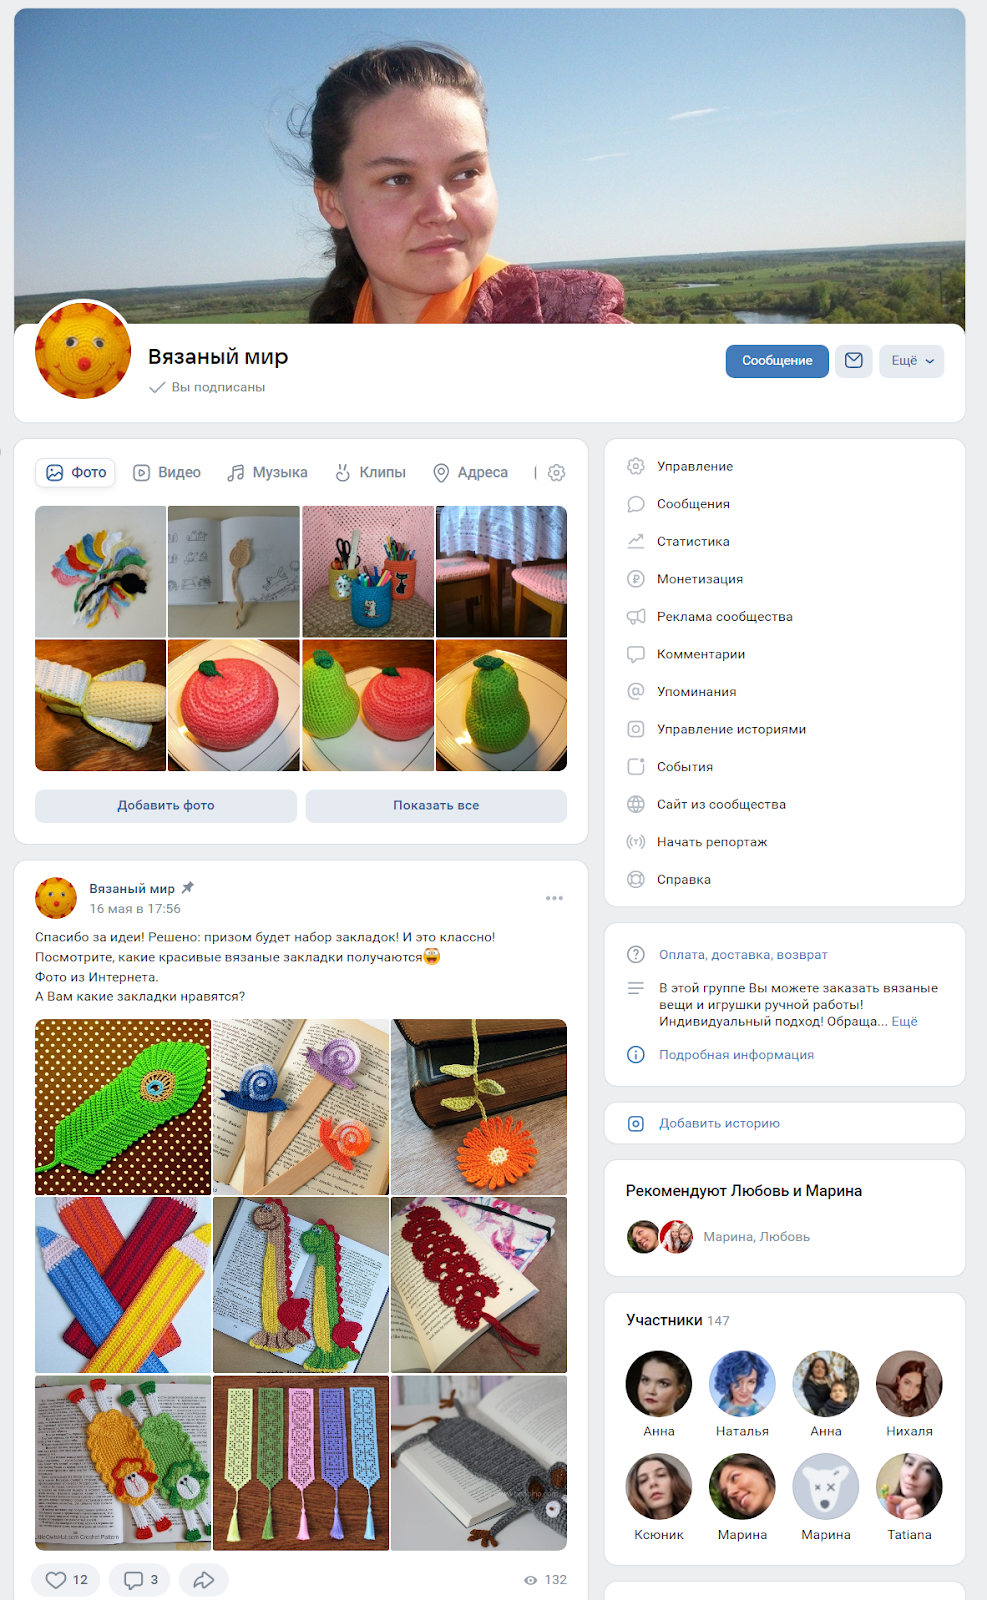 Вязаный мир
Вы подписаны
Сообщение
Ещё
Фото
Видео
Музыка
Клипы
Адреса
Добавить фото
Показать все
Вязаный мир
16 мая в 17:56
Спасибо за идеи! Решено: призом будет набор закладок! И это классно!
Посмотрите, какие красивые вязаные закладки получаются😀
Фото из Интернета.
А Вам какие закладки нравятся?
12
3
132
Управление
Сообщения
Статистика
Монетизация
Реклама сообщества
Комментарии
Упоминания
Управление историями
События
Сайт из сообщества
Начать репортаж
Справка
Оплата, доставка, возврат
В этой группе Вы можете заказать вязаные
вещи и игрушки ручной работы!
Индивидуальный подход! Обраща... Ещё
Подробная информация
Добавить историю
Рекомендуют Любовь и Марина
Марина, Любовь
Участники 147
Анна
Наталья
Анна
Нихаля
Ксюник
Марина
Марина
Tatiana